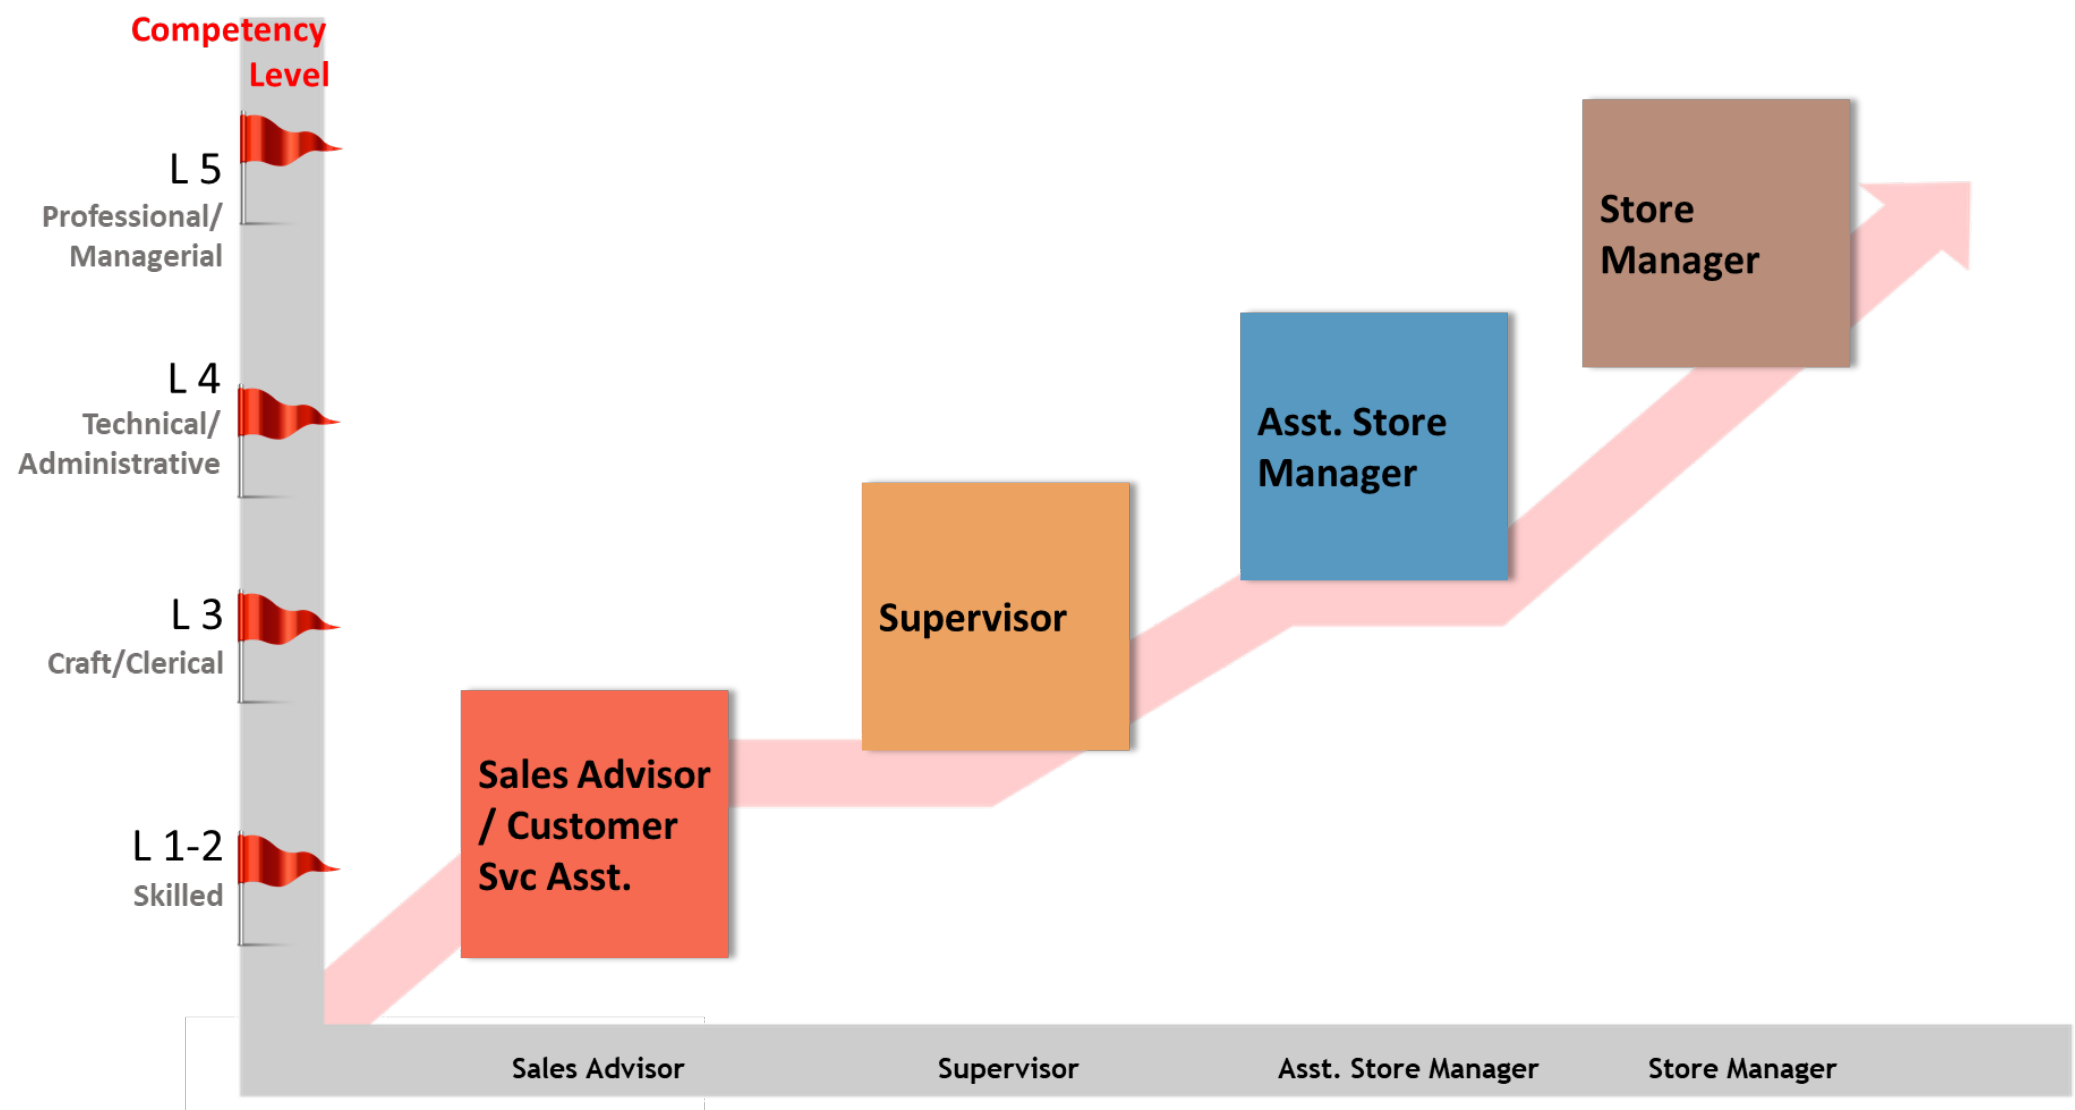 Competency
Level
L 5
Professional/
Managerial
L 4
Technical/
Administrative
L 3
Craft/Clerical
L 1-2
Skilled
Store
Manager
Asst. Store
Manager
Supervisor
Sales Advisor
/ Customer
Svc Asst.
Sales Advisor
Supervisor
Asst. Store Manager
Store Manager